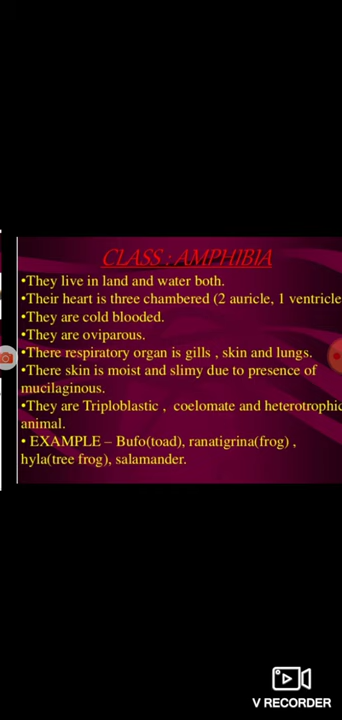 CLASS : AMPHIBIA
•They live in land and water both.
•Their heart is three chambered (2 auricle, 1 ventricle
•They are cold blooded.
•They are oviparous.
•There respiratory organ is gills , skin and lungs.
•There skin is moist and slimy due to presence of
mucilaginous.
•They are Triploblastic , coelomate and heterotrophic
animal.
• EXAMPLE – Bufo(toad), ranatigrina(frog) ,
hyla(tree frog), salamander.
V RECORDER